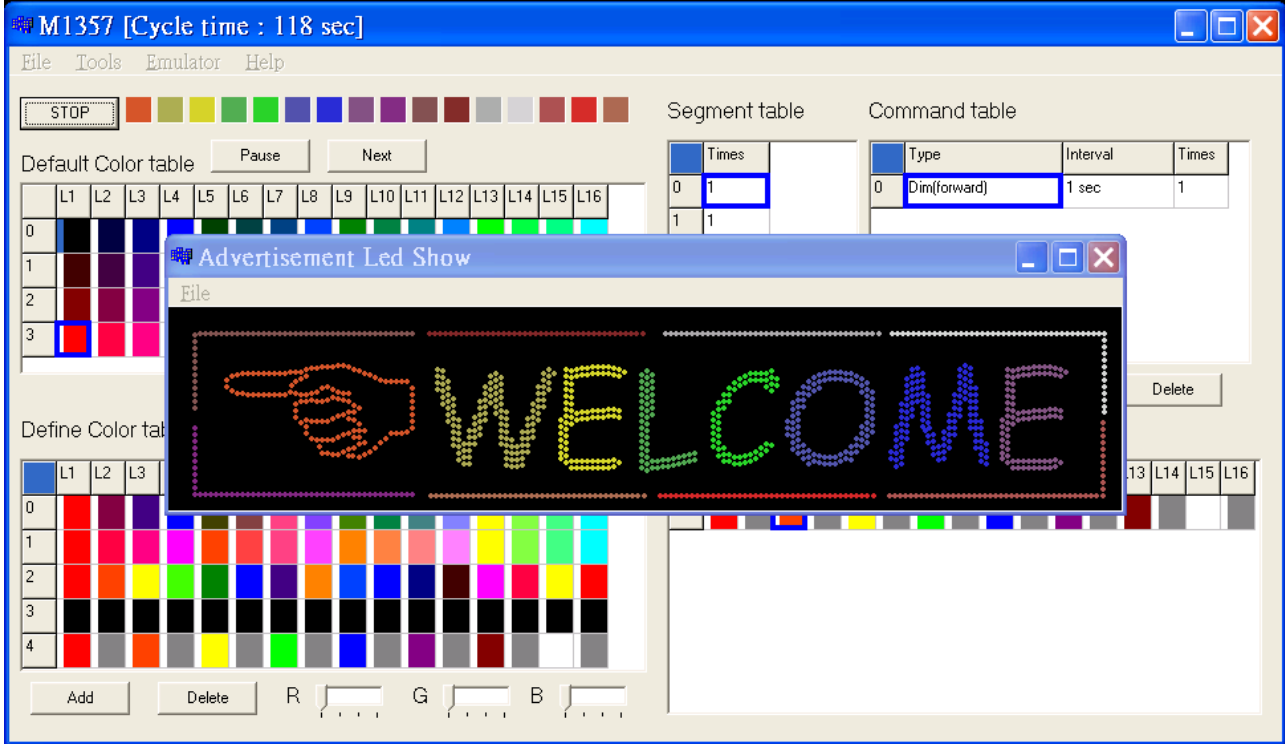 M1357 [Cycle time : 118 sec]
File Tools Emulator Help
STOP
Segment table
Command table
Default Color table
Pause
Next
Times
Type Interval Times
0 1
0 Dim(forward) 1 sec 1
1 1
L1 L2 L3 L4 L5 L6 L7 L8 L9 L10 L11 L12 L13 L14 L15 L16
0
1
2
3
Advertisement Led Show
File
WELCOME
Delete
Define Color tab
L1 L2 L3
13 L14 L15 L16
0
1
2
3
4
Add
Delete
R
G
B